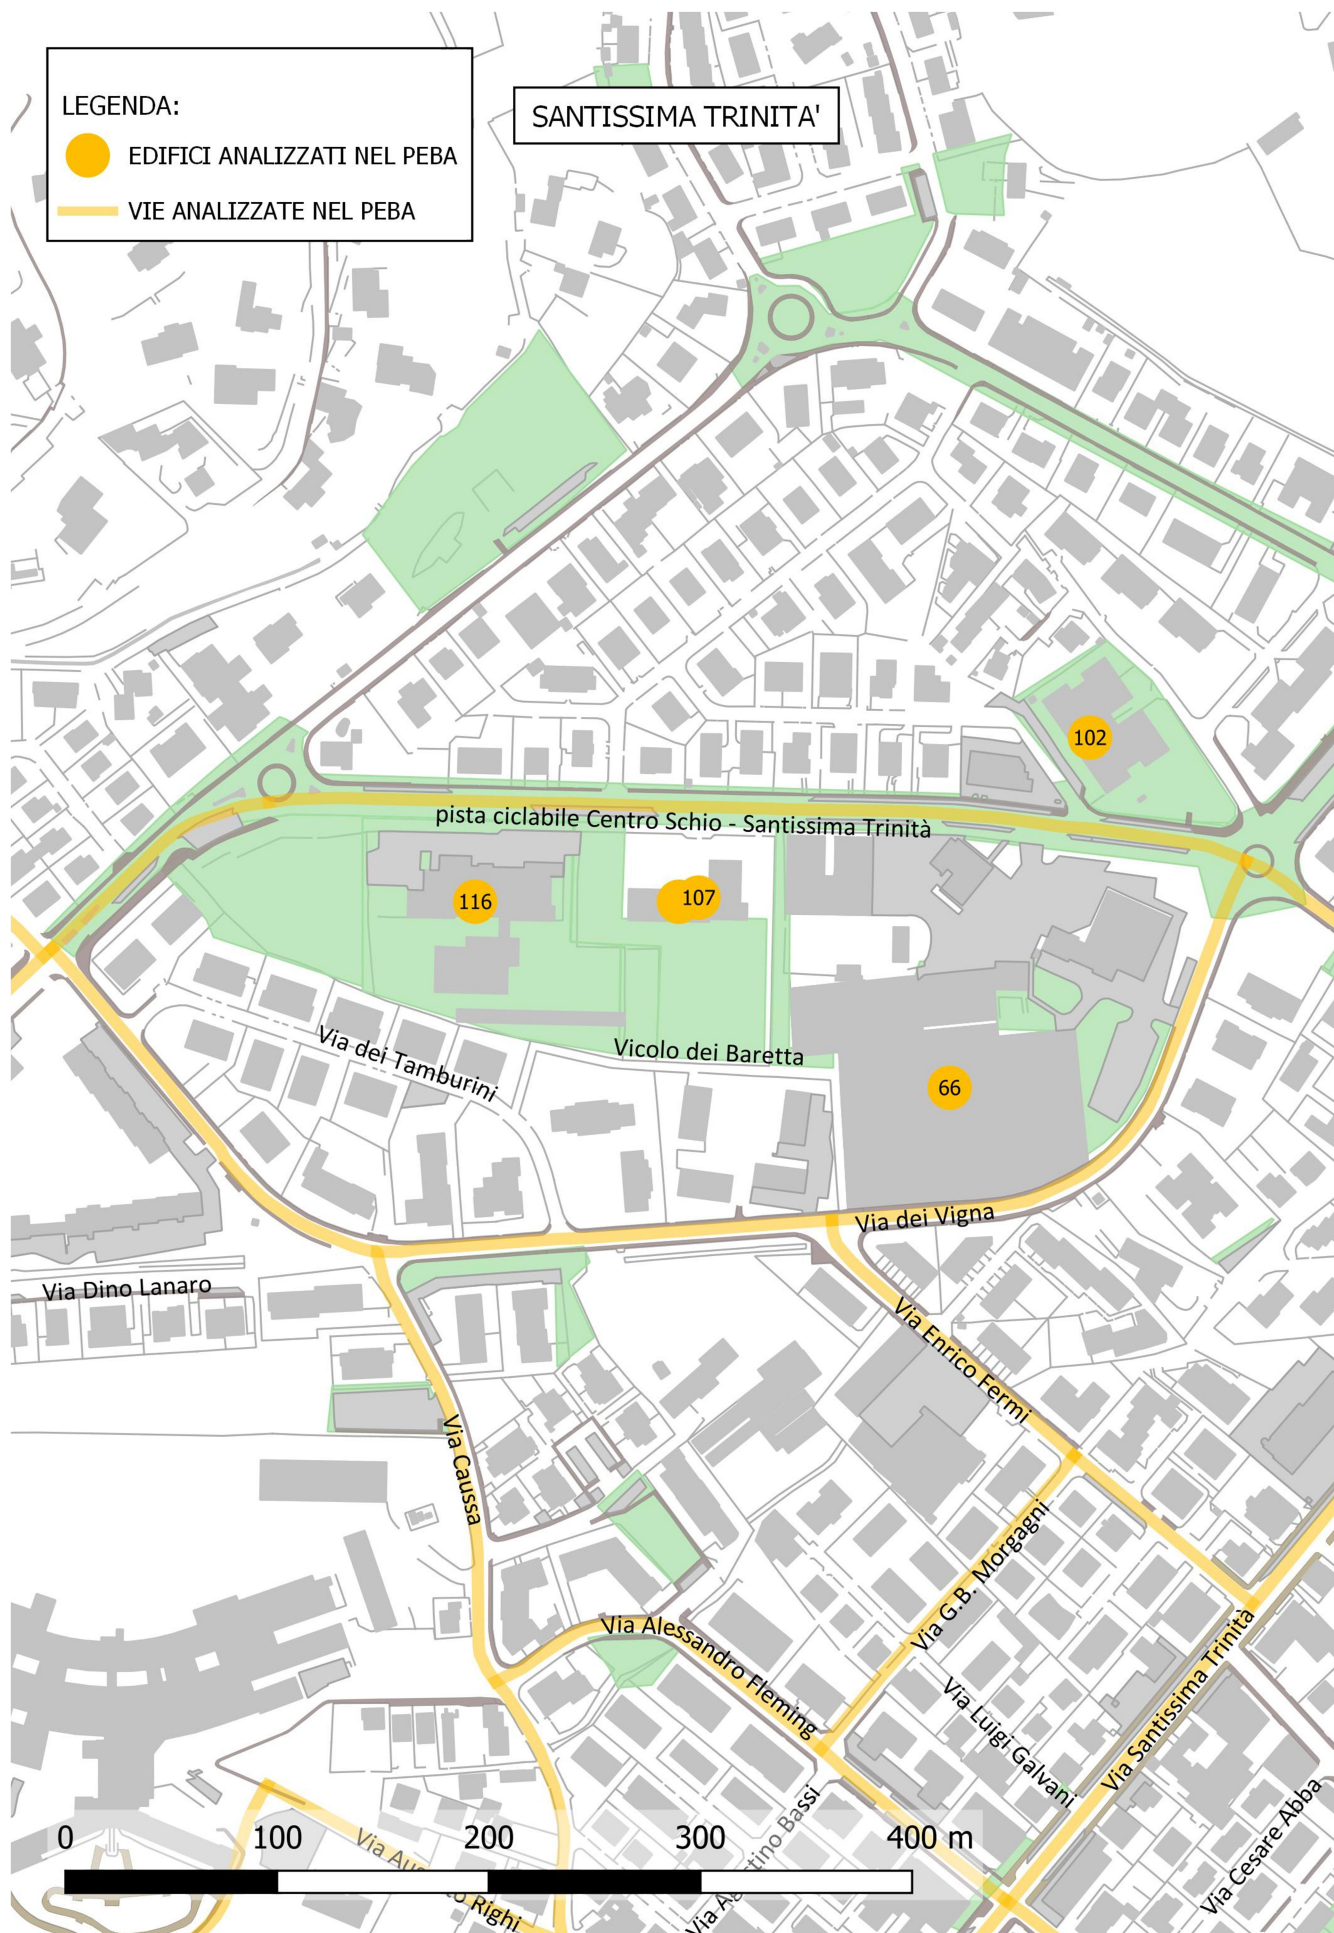 LEGENDA:
EDIFICI ANALIZZATI NEL PEBA
VIE ANALIZZATE NEL PEBA
SANTISSIMA TRINITA'
102
pista ciclabile Centro Schio - Santissima Trinità
116
107
Via dei Tamburini
Vicolo dei Baretta
66
Via dei Vigna
Via Dino Lanaro
Via Enrico Fermi
Via Caussa
Via G.B. Morgagni
Via Alessandro Fleming
Via Santissima Trinità
Via Luigi Galvani
Via Cesare Abba
Via Agostino Bassi
Righi
0 100 200 300 400 m